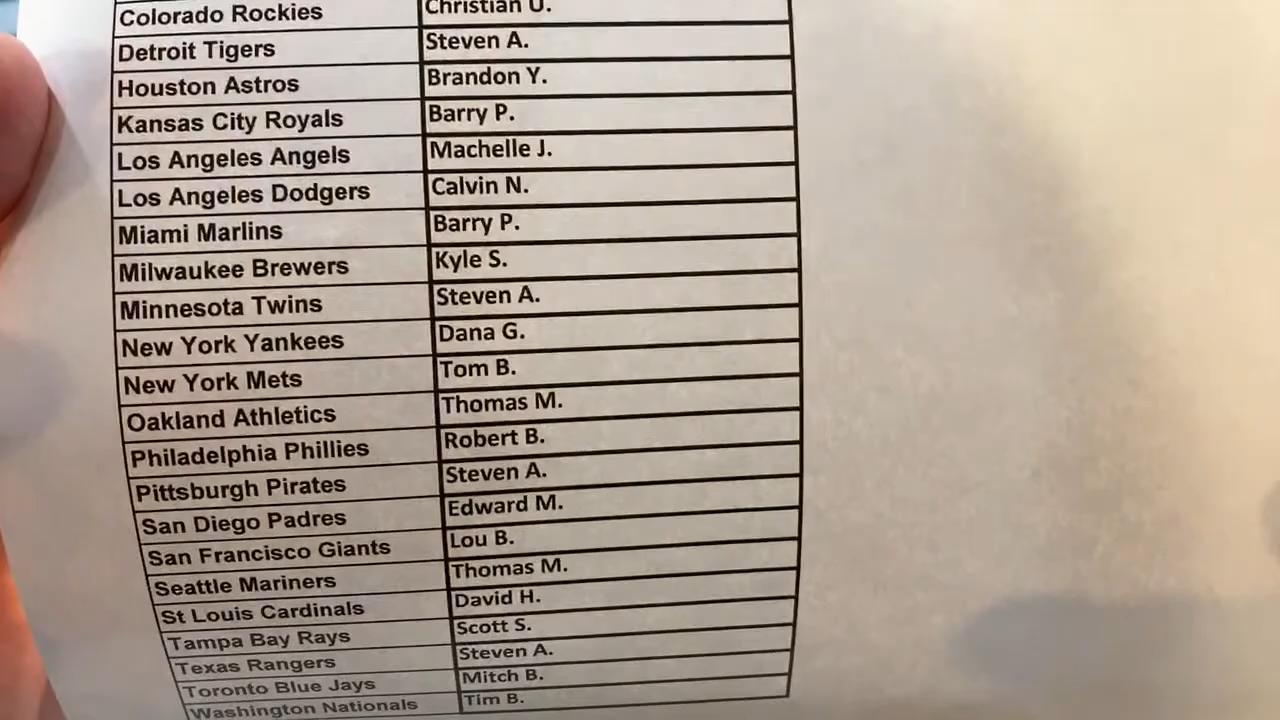 Colorado Rockies Christian U.
Detroit Tigers Steven A.
Houston Astros Brandon Y.
Kansas City Royals Barry P.
Los Angeles Angels Machelle J.
Los Angeles Dodgers Calvin N.
Miami Marlins Barry P.
Milwaukee Brewers Kyle S.
Minnesota Twins Steven A.
New York Yankees Dana G.
New York Mets Tom B.
Oakland Athletics Thomas M.
Philadelphia Phillies Robert B.
Pittsburgh Pirates Steven A.
San Diego Padres Edward M.
San Francisco Giants Lou B.
Seattle Mariners Thomas M.
St Louis Cardinals David H.
Tampa Bay Rays Scott S.
Texas Rangers Steven A.
Toronto Blue Jays Mitch B.
Washington Nationals Tim B.